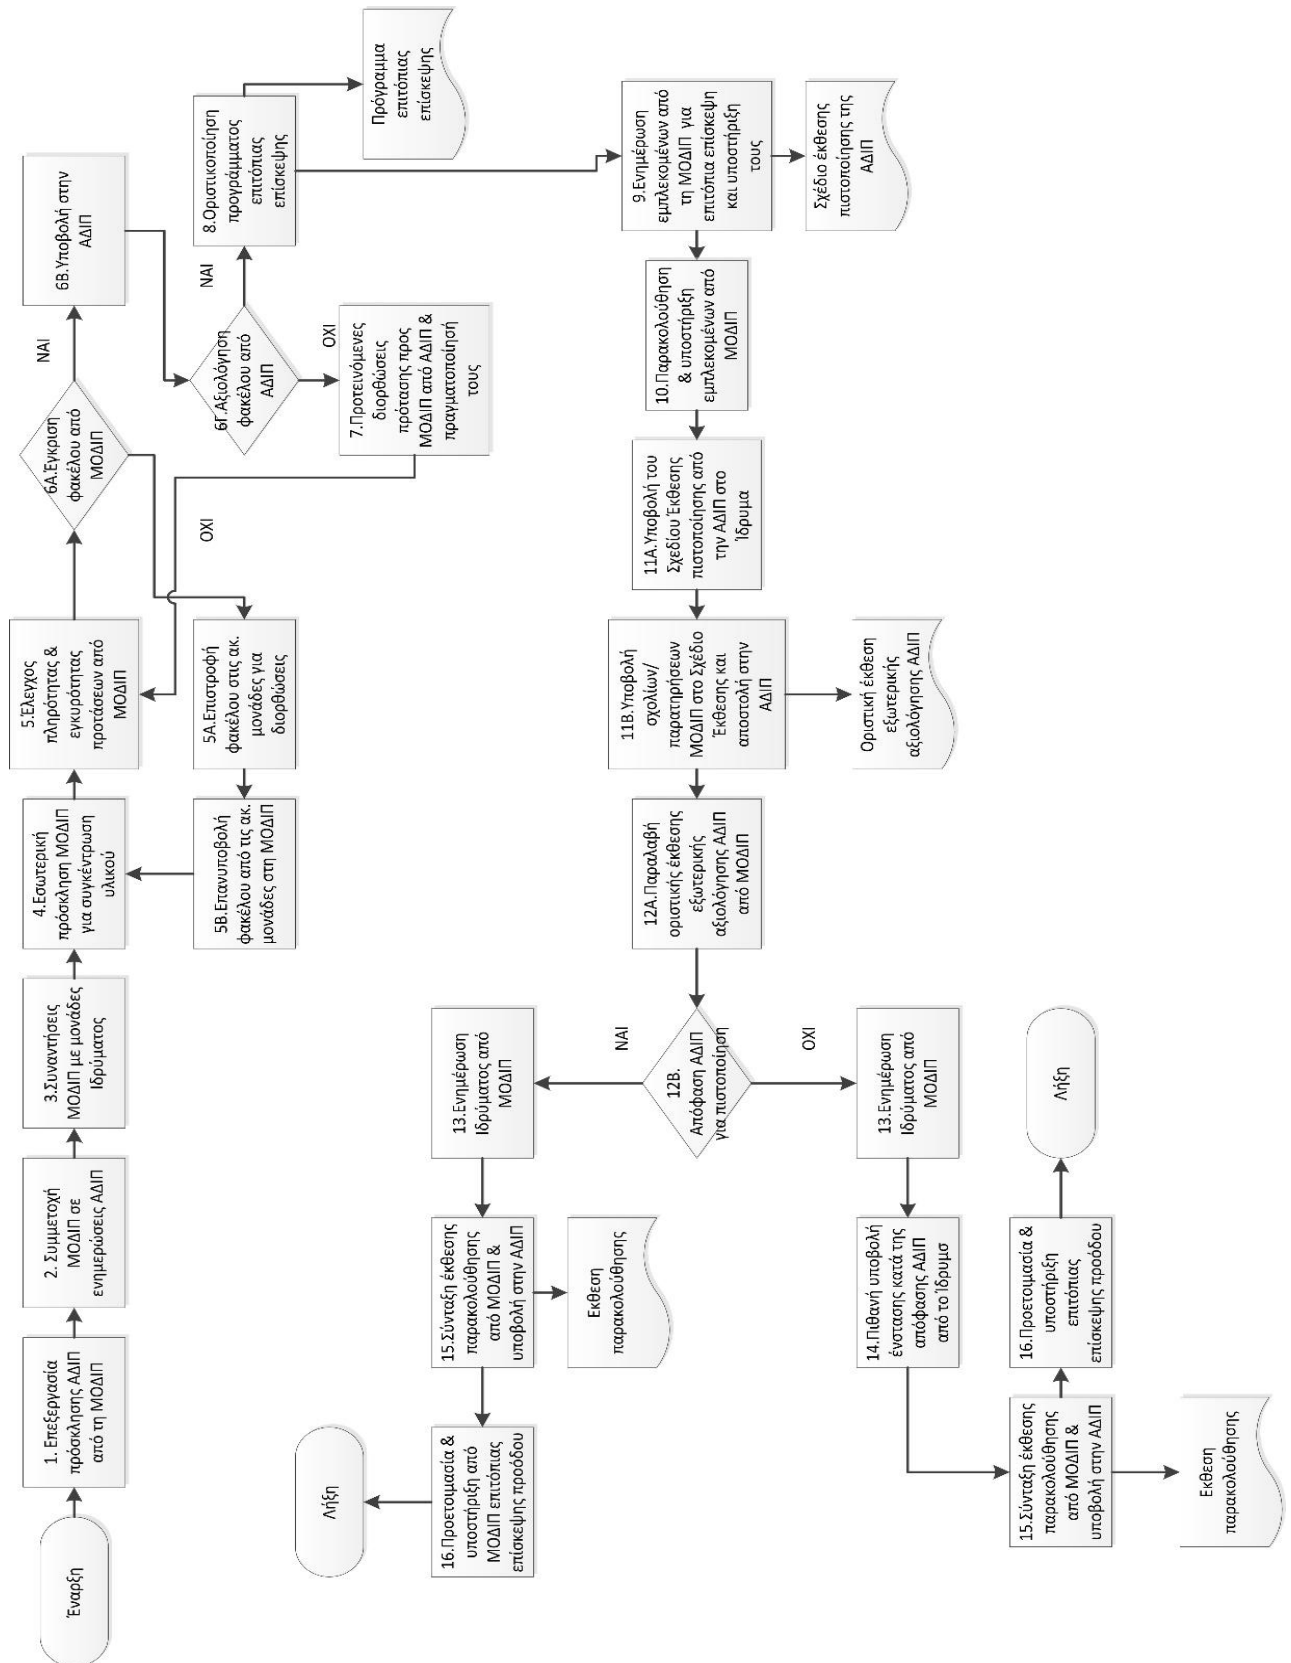 Έναρξη
1. Επεξεργασία
πρόσκλησης ΑΔΙΠ
από τη ΜΟΔΙΠ
2. Συμμετοχή
ΜΟΔΙΠ σε
ενημερώσεις ΑΔΙΠ
3.Συναντήσεις
ΜΟΔΙΠ με μονάδες
Ιδρύματος
4.Εσωτερική
πρόσκληση ΜΟΔΙΠ
για συγκέντρωση
υλικού
5.Έλεγχος
πληρότητας &
εγκυρότητας
προτάσεων από
ΜΟΔΙΠ
6Α.Έγκριση
φακέλου από
ΜΟΔΙΠ
ΝΑΙ
ΟΧΙ
6Β.Υποβολή στην
ΑΔΙΠ
5Α.Επιστροφή
φακέλου στις ακ.
μονάδες για
διορθώσεις
5Β.Επανυποβολή
φακέλου από τις ακ.
μονάδες στη ΜΟΔΙΠ
6Γ.Αξιολόγηση
φακέλου από
ΑΔΙΠ
ΝΑΙ
ΟΧΙ
7.Προτεινόμενες
διορθώσεις
πρότασης προς
ΜΟΔΙΠ από ΑΔΙΠ &
πραγματοποίησή
τους
8.Οριστικοποίηση
προγράμματος
επιτόπιας
επίσκεψης
Πρόγραμμα
επιτόπιας
επίσκεψης
9.Ενημέρωση
εμπλεκομένων από
τη ΜΟΔΙΠ για
επιτόπια επίσκεψη
και υποστήριξη
τους
Σχέδιο έκθεσης
πιστοποίησης της
ΑΔΙΠ
10.Παρακολούθηση
& υποστήριξη
εμπλεκομένων από
ΜΟΔΙΠ
11Α.Υποβολή του
Σχεδίου Έκθεσης
πιστοποίησης από
την ΑΔΙΠ στο
Ίδρυμα
11Β.Υποβολή
σχολίων/
παρατηρήσεων
ΜΟΔΙΠ στο Σχέδιο
Έκθεσης και
αποστολή στην
ΑΔΙΠ
Οριστική έκθεση
εξωτερικής
αξιολόγησης ΑΔΙΠ
12Α.Παραλαβή
οριστικής έκθεσης
εξωτερικής
αξιολόγησης ΑΔΙΠ
από ΜΟΔΙΠ
12Β.
Απόφαση ΑΔΙΠ
για πιστοποίηση
ΝΑΙ
ΟΧΙ
13.Ενημέρωση
Ιδρύματος από
ΜΟΔΙΠ
15.Σύνταξη έκθεσης
παρακολούθησης
από ΜΟΔΙΠ &
υποβολή στην ΑΔΙΠ
Εκθεση
παρακολούθησης
16.Προετοιμασία &
υποστήριξη από
ΜΟΔΙΠ επιτόπιας
επίσκεψης προόδου
Λήξη
13.Ενημέρωση
Ιδρύματος από
ΜΟΔΙΠ
14.Πιθανή υποβολή
ένστασης κατά της
απόφασης ΑΔΙΠ
από το Ίδρυμσ
15.Σύνταξη έκθεσης
παρακολούθησης
από ΜΟΔΙΠ &
υποβολή στην ΑΔΙΠ
Εκθεση
παρακολούθησης
16.Προετοιμασία &
υποστήριξη
επιτόπιας
επίσκεψης προόδου
Λήξη